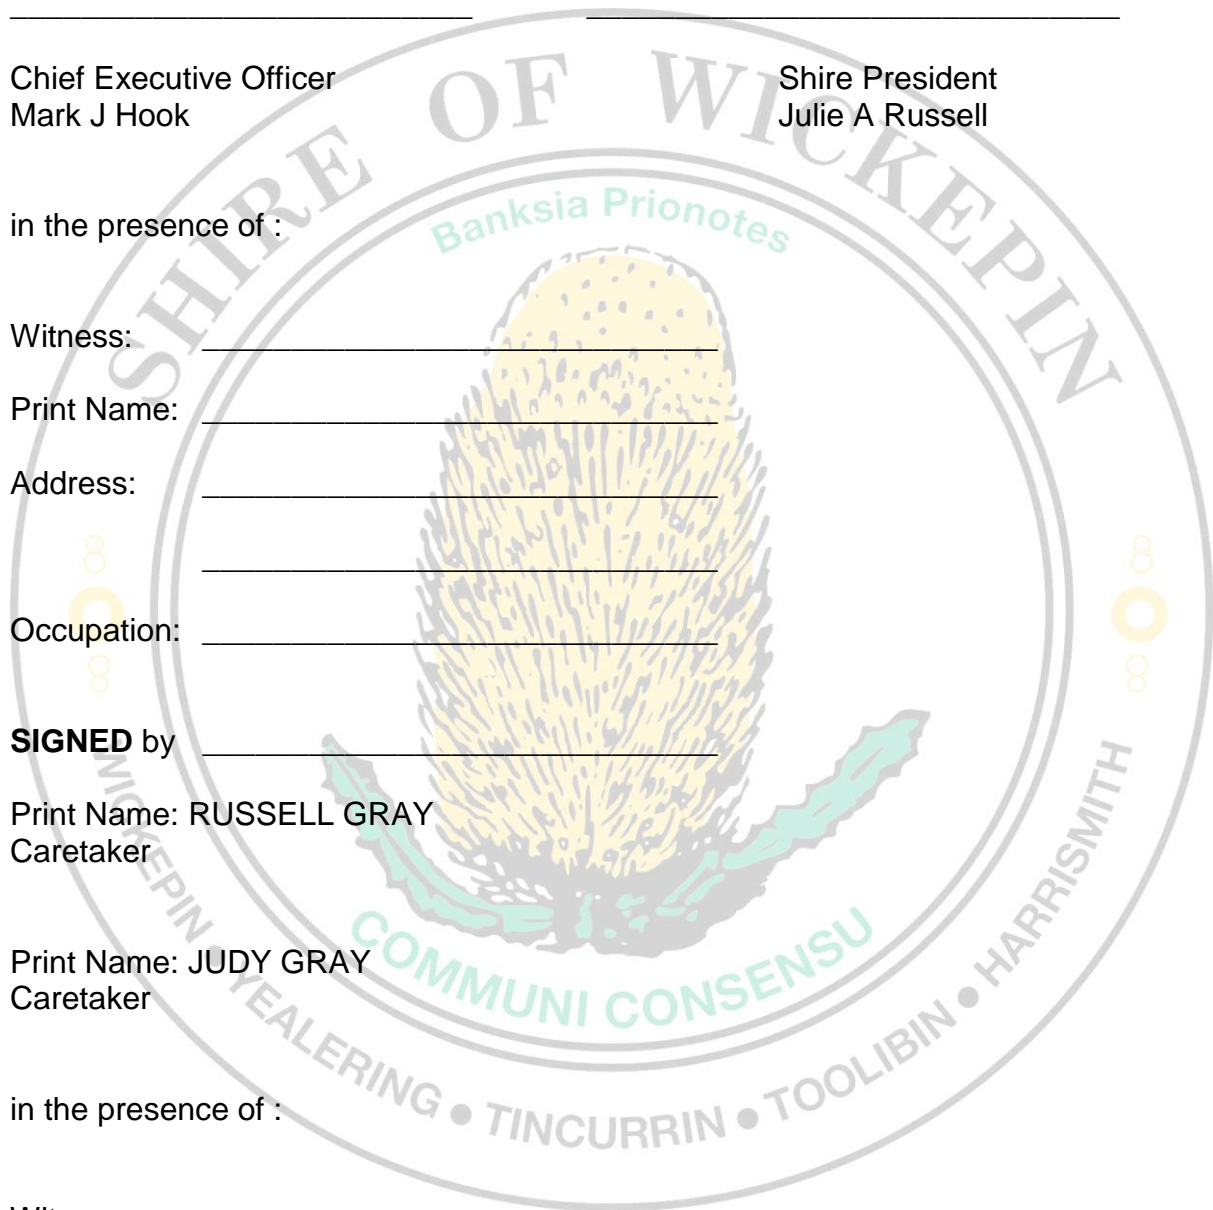 Chief Executive Officer Shire President
Mark J Hook Julie A Russell
in the presence of :
Witness:
Print Name:
Address:
Occupation:
SIGNED by
Print Name: RUSSELL GRAY
Caretaker
Print Name: JUDY GRAY
Caretaker
in the presence of :
SHIRE OF WICKEPIN
Banksia Prionotes
COMMUNI CONSENSU
WICKEPIN • YEALERING • TINCURRIN • TOOLIBIN • HARRISMITH